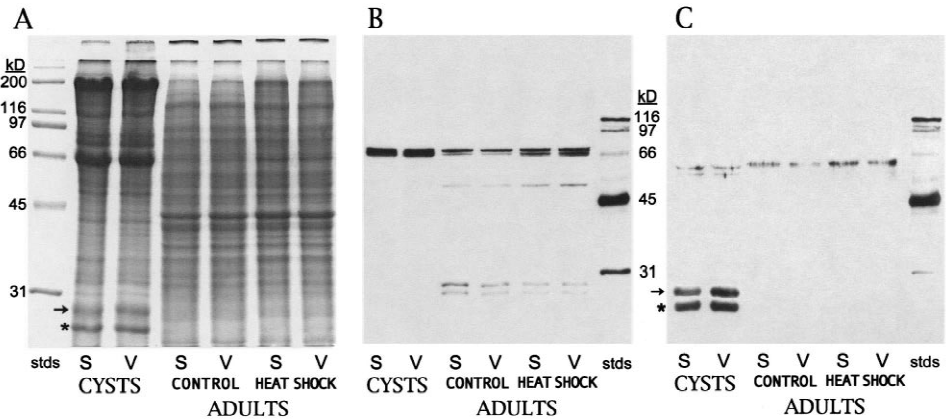 A B C
kD
200
116
97
66
45
31
→
*
kD
116
97
66
45
31
→
*
stds S V S V S V
CYSTS CONTROL HEAT SHOCK
ADULTS
S V S V S V stds
CYSTS CONTROL HEAT SHOCK
ADULTS
S V S V S V stds
CYSTS CONTROL HEAT SHOCK
ADULTS